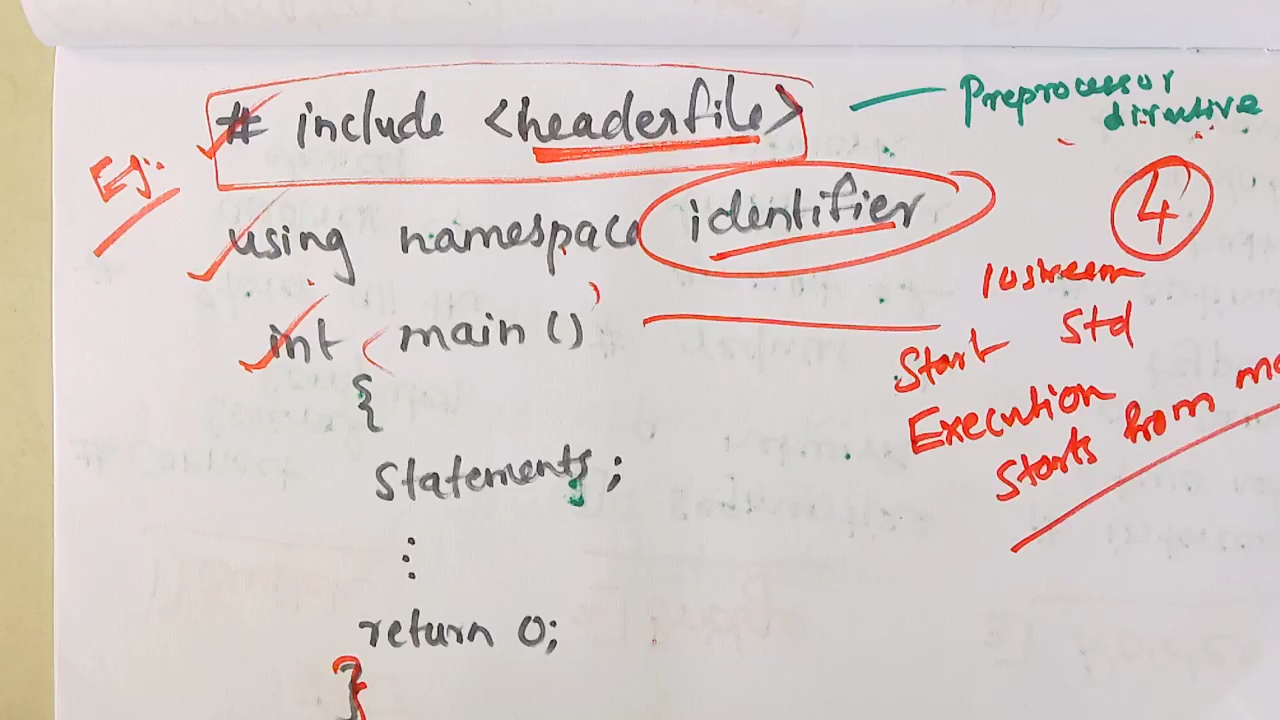 # include <headerfile> — Preprocessor
directive
Eg:
using namespace identifier
4
iostream
int main ()
Start Std
{
Execution
Starts from
Statements;
⋮
return 0;
}